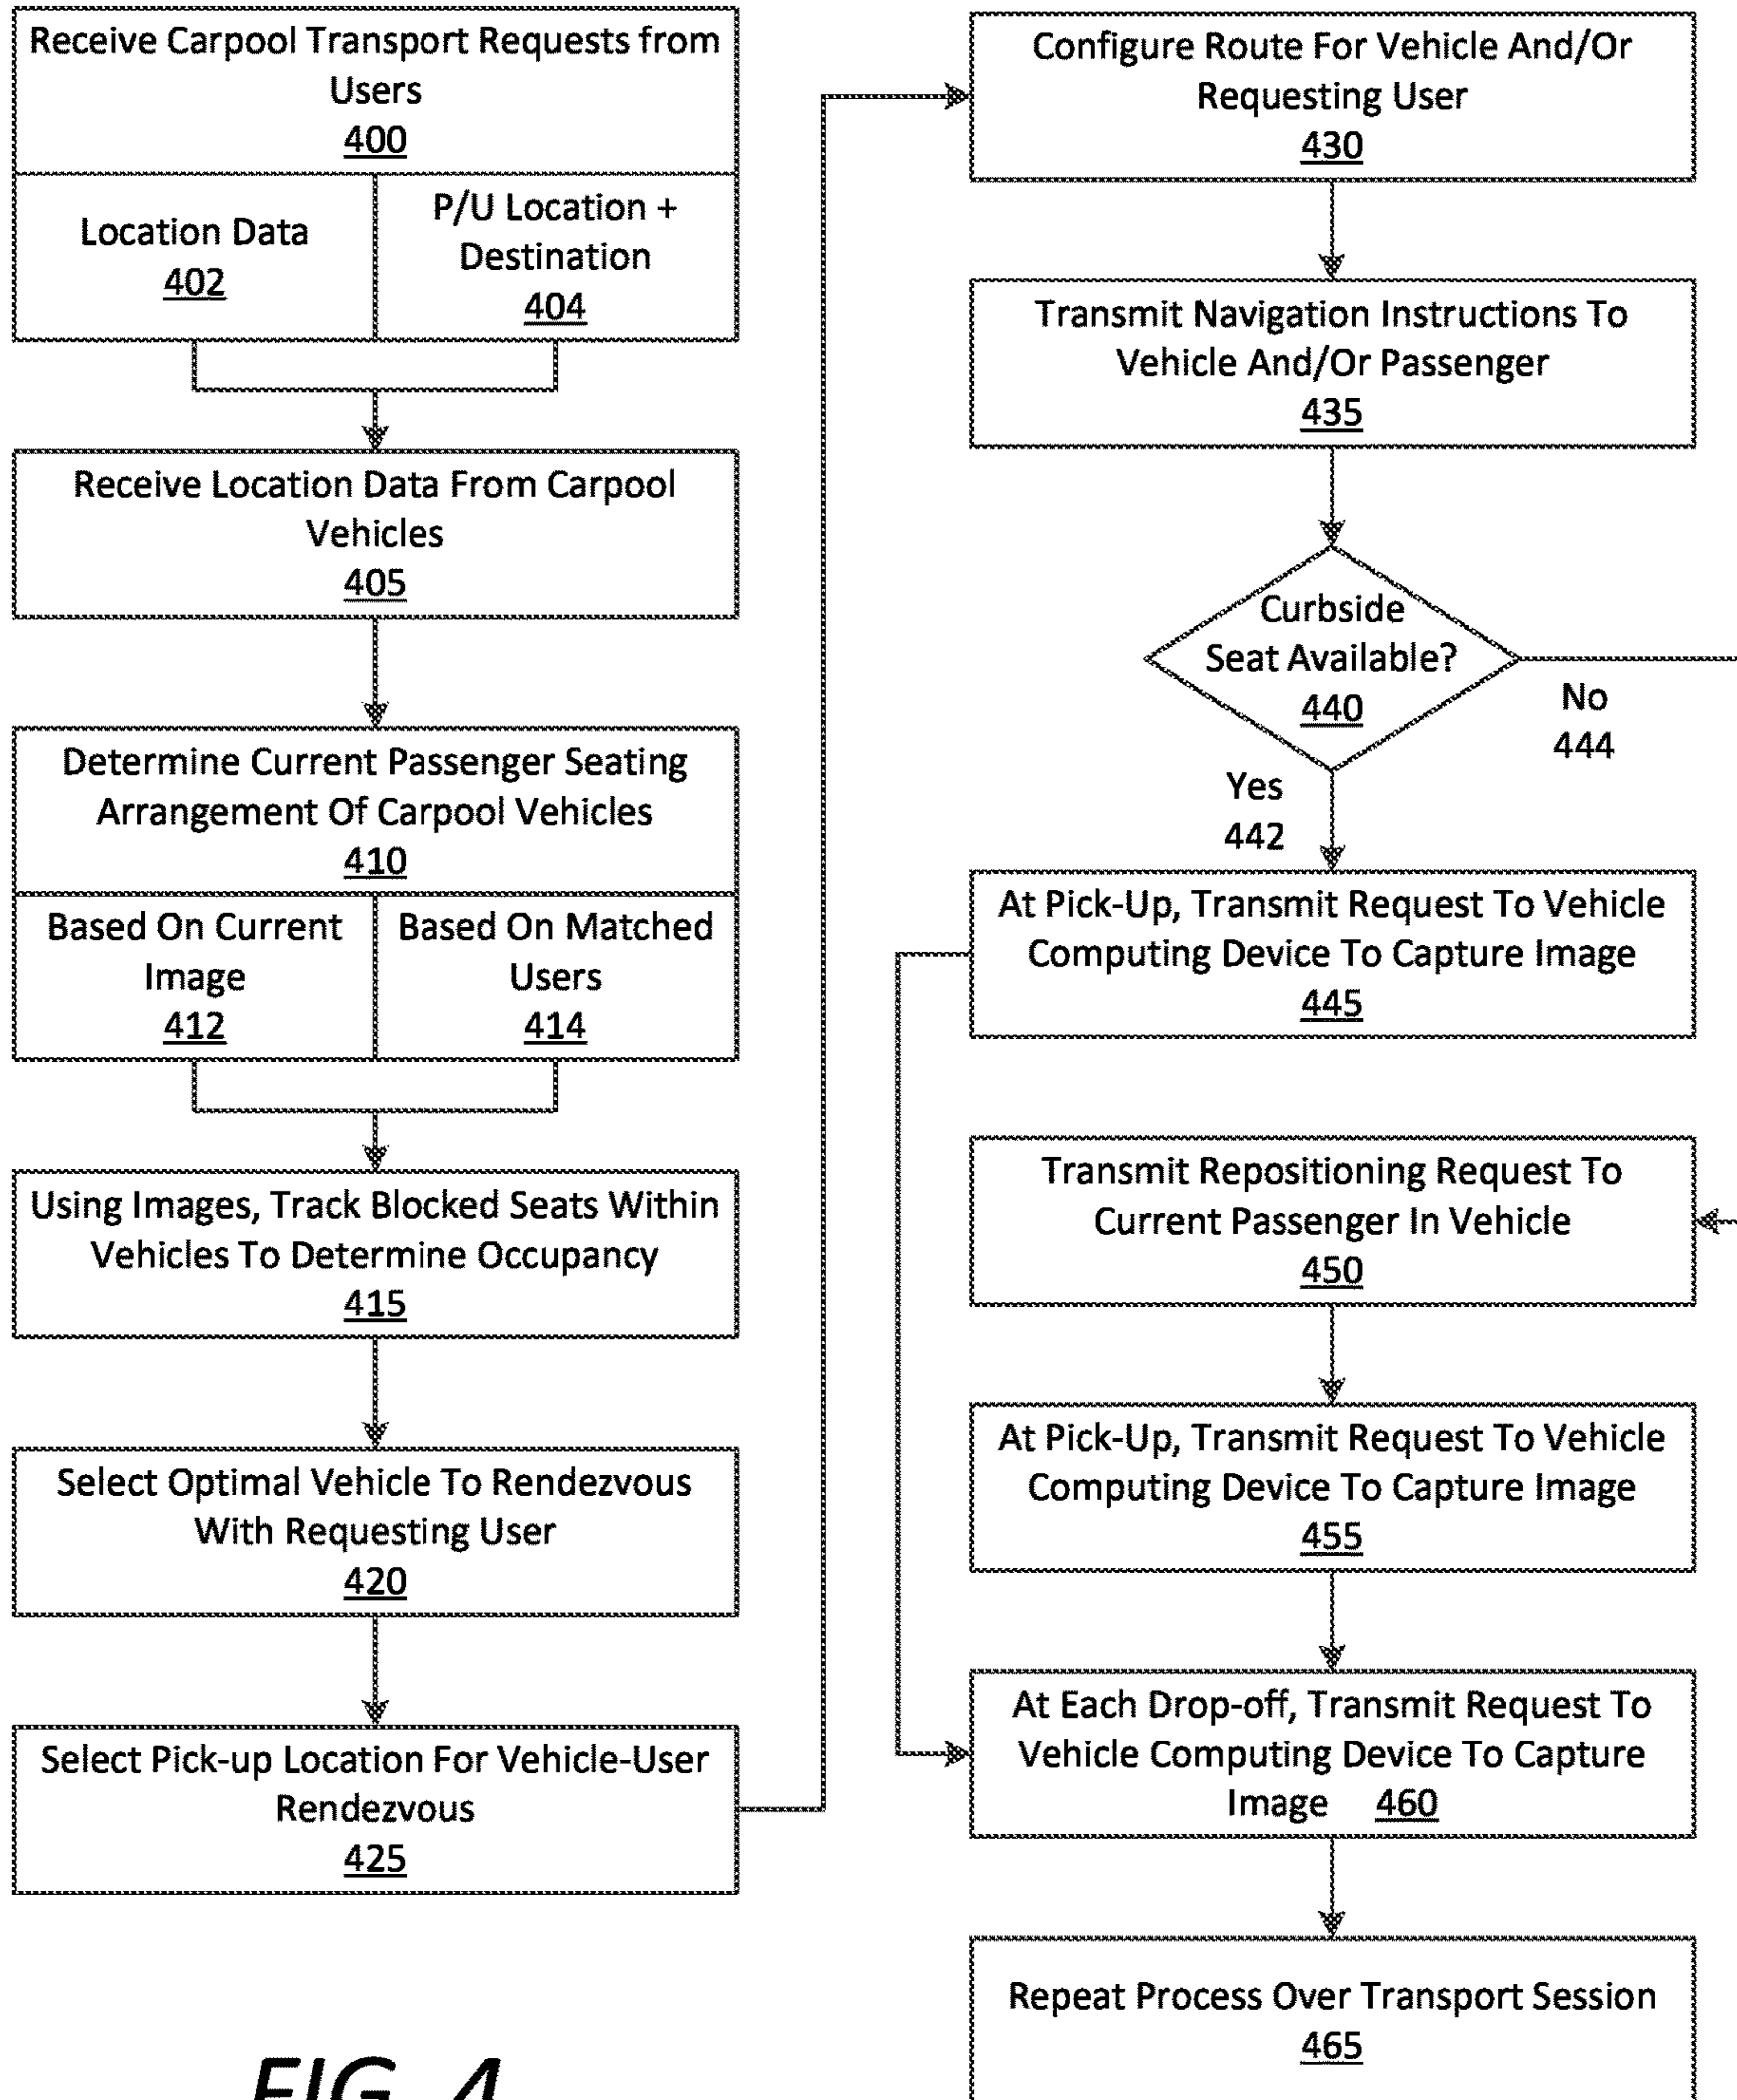 Receive Carpool Transport Requests from
Users
400
Location Data
402
P/U Location +
Destination
404
Receive Location Data From Carpool
Vehicles
405
Determine Current Passenger Seating
Arrangement Of Carpool Vehicles
410
Based On Current
Image
412
Based On Matched
Users
414
Using Images, Track Blocked Seats Within
Vehicles To Determine Occupancy
415
Select Optimal Vehicle To Rendezvous
With Requesting User
420
Select Pick-up Location For Vehicle-User
Rendezvous
425
Configure Route For Vehicle And/Or
Requesting User
430
Transmit Navigation Instructions To
Vehicle And/Or Passenger
435
Curbside
Seat Available?
440
No
444
Yes
442
At Pick-Up, Transmit Request To Vehicle
Computing Device To Capture Image
445
Transmit Repositioning Request To
Current Passenger In Vehicle
450
At Pick-Up, Transmit Request To Vehicle
Computing Device To Capture Image
455
At Each Drop-off, Transmit Request To
Vehicle Computing Device To Capture
Image 460
Repeat Process Over Transport Session
465
FIG. 4